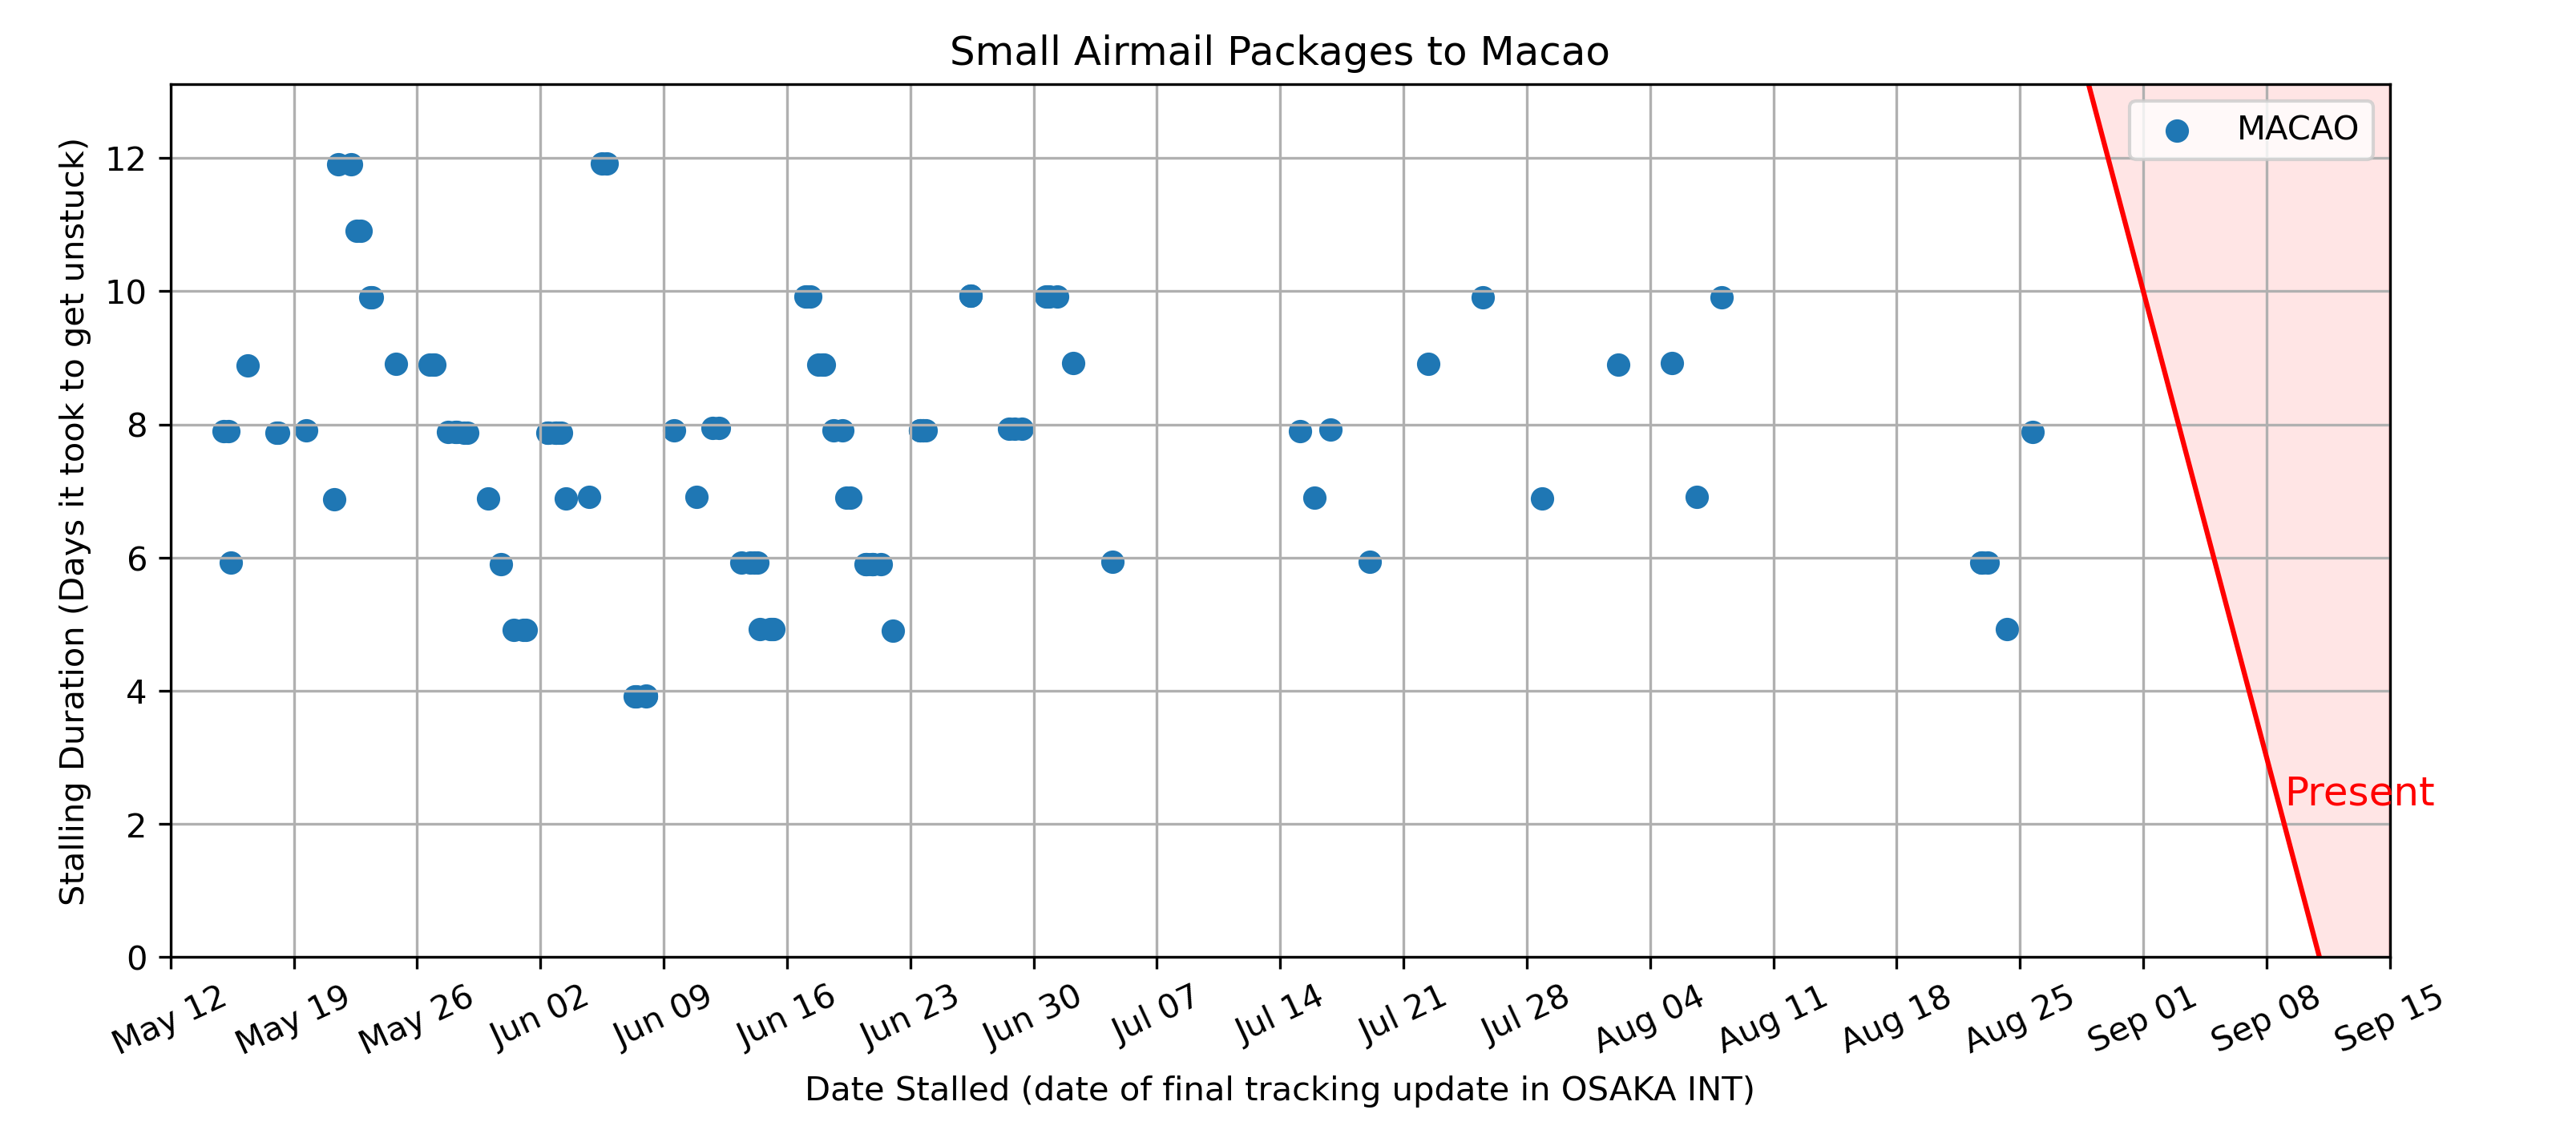 Small Airmail Packages to Macao
MACAO
Stalling Duration (Days it took to get unstuck)
12
10
8
6
4
2
0
Present
May 12
May 19
May 26
Jun 02
Jun 09
Jun 16
Jun 23
Jun 30
Jul 07
Jul 14
Jul 21
Jul 28
Aug 04
Aug 11
Aug 18
Aug 25
Sep 01
Sep 08
Sep 15
Date Stalled (date of final tracking update in OSAKA INT)